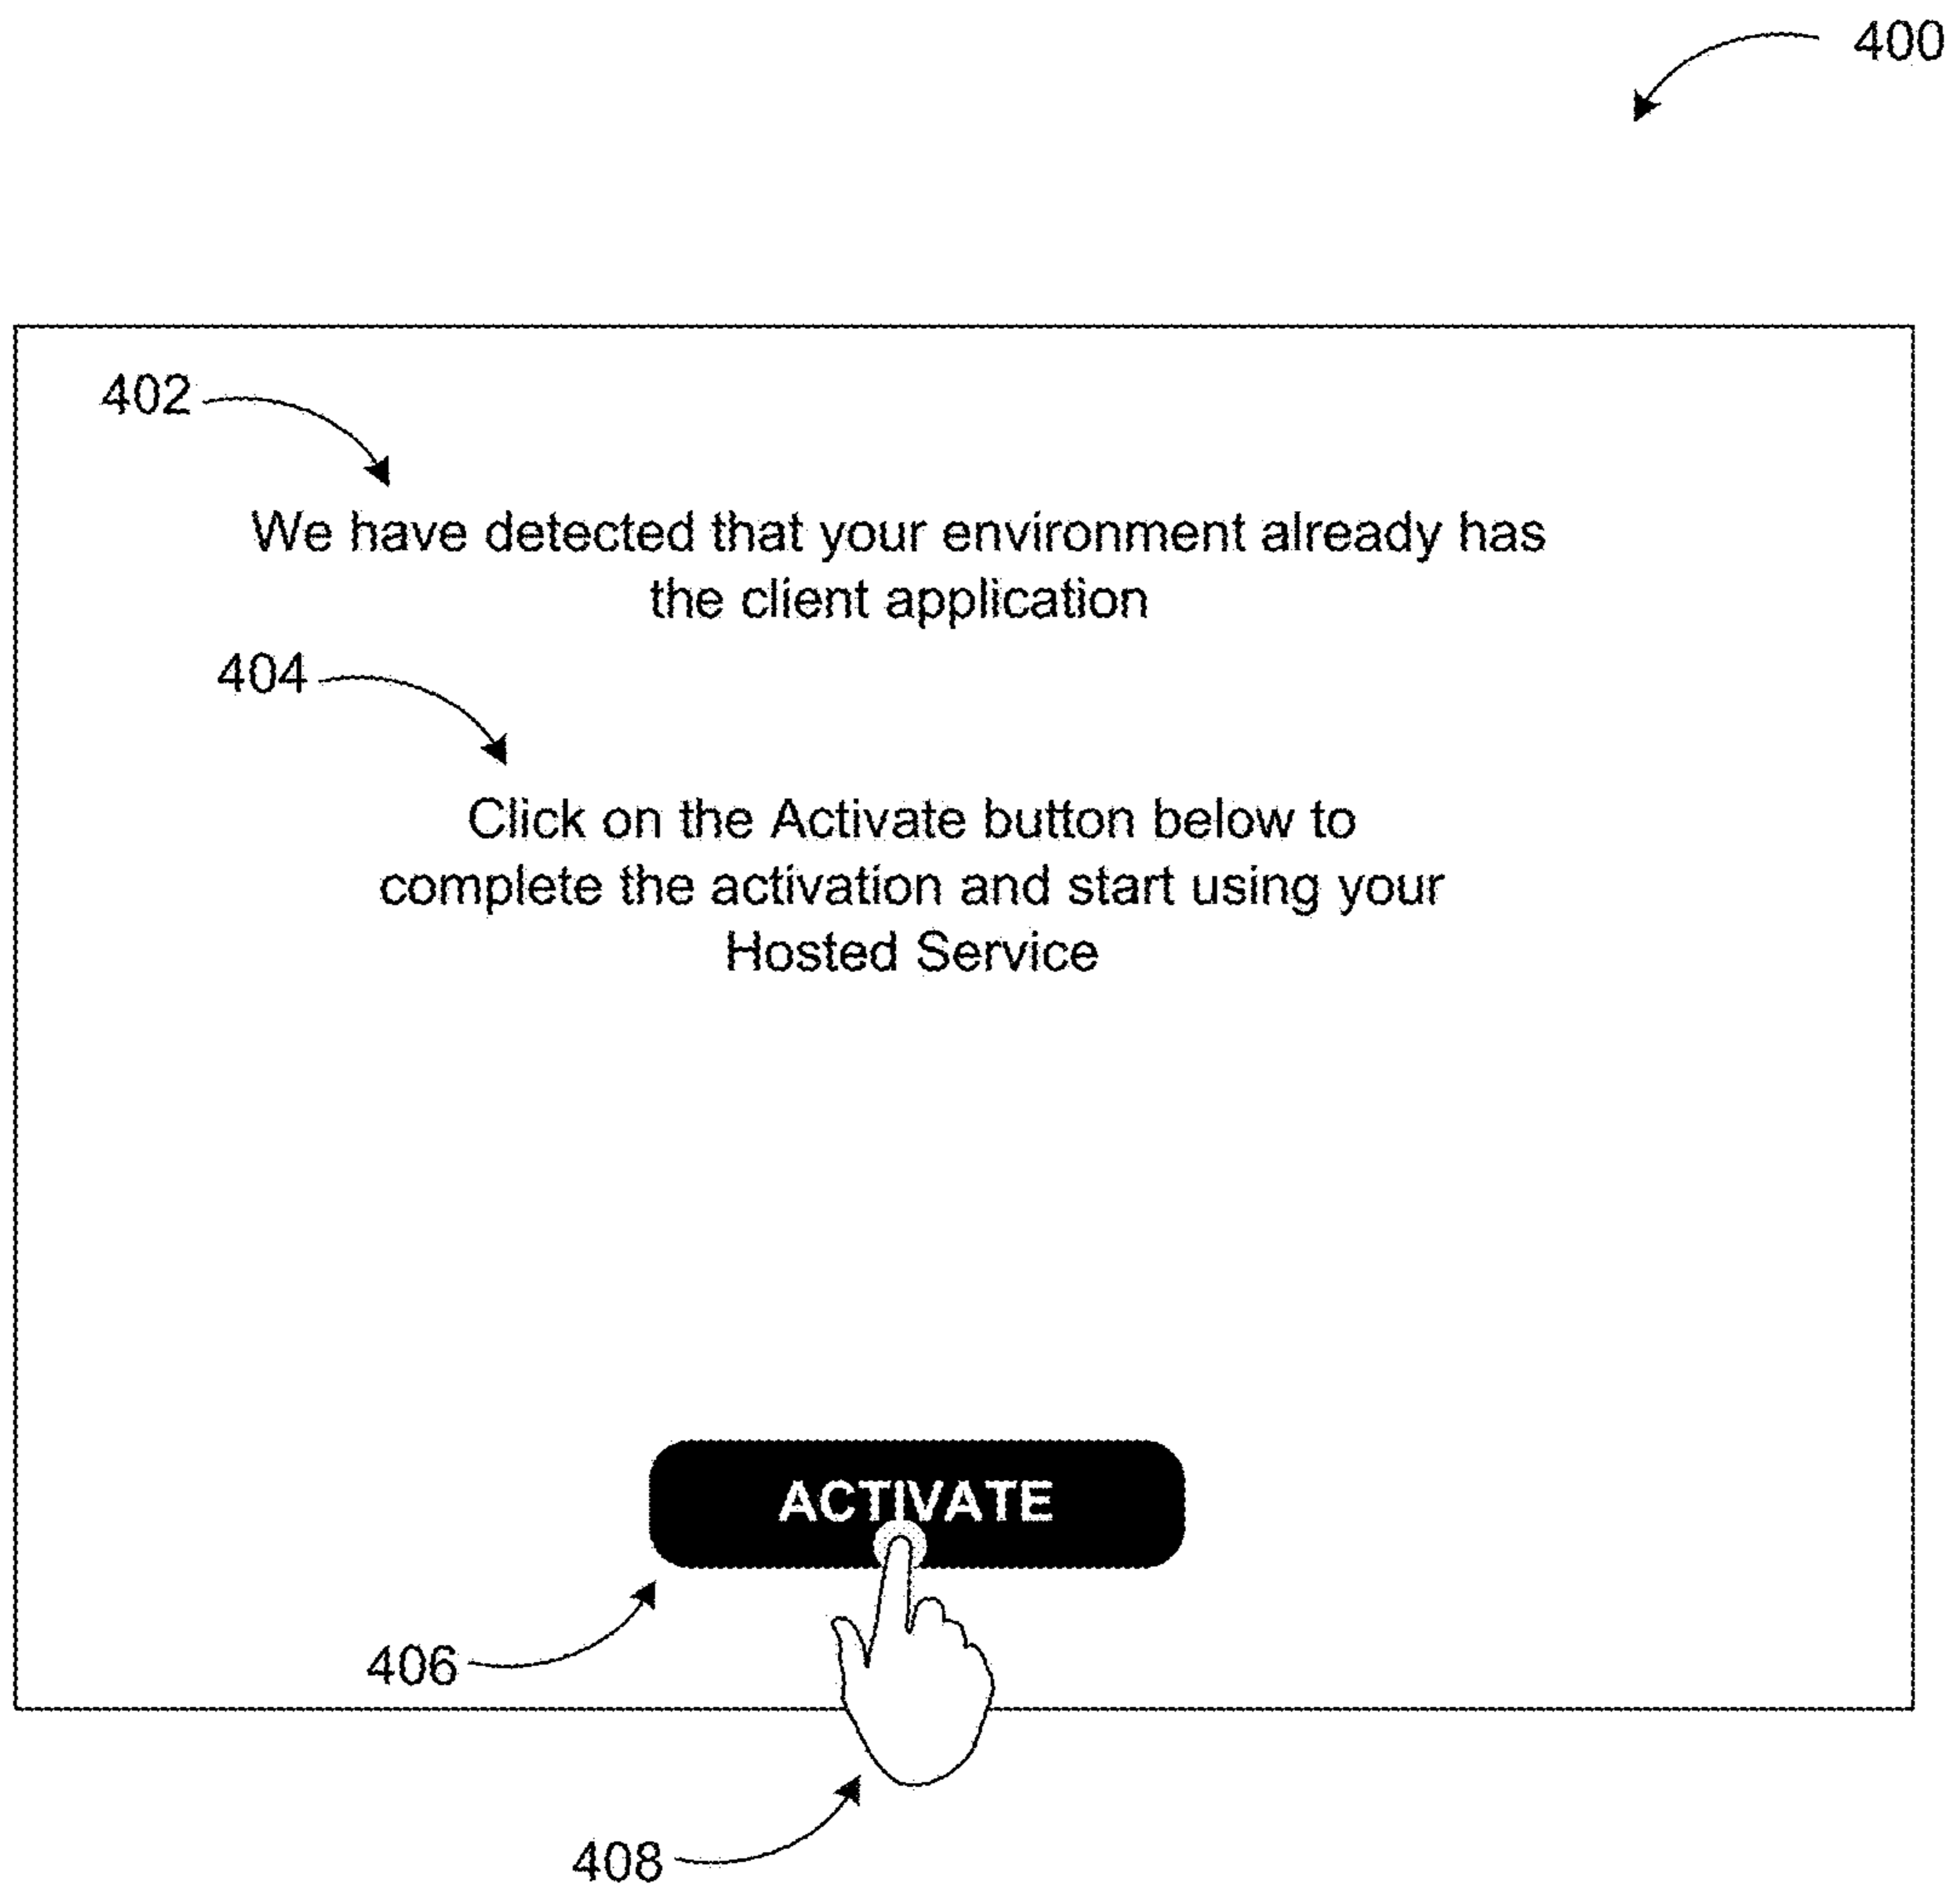 400
402
We have detected that your environment already has
the client application
404
Click on the Activate button below to
complete the activation and start using your
Hosted Service
ACTIVATE
406
408